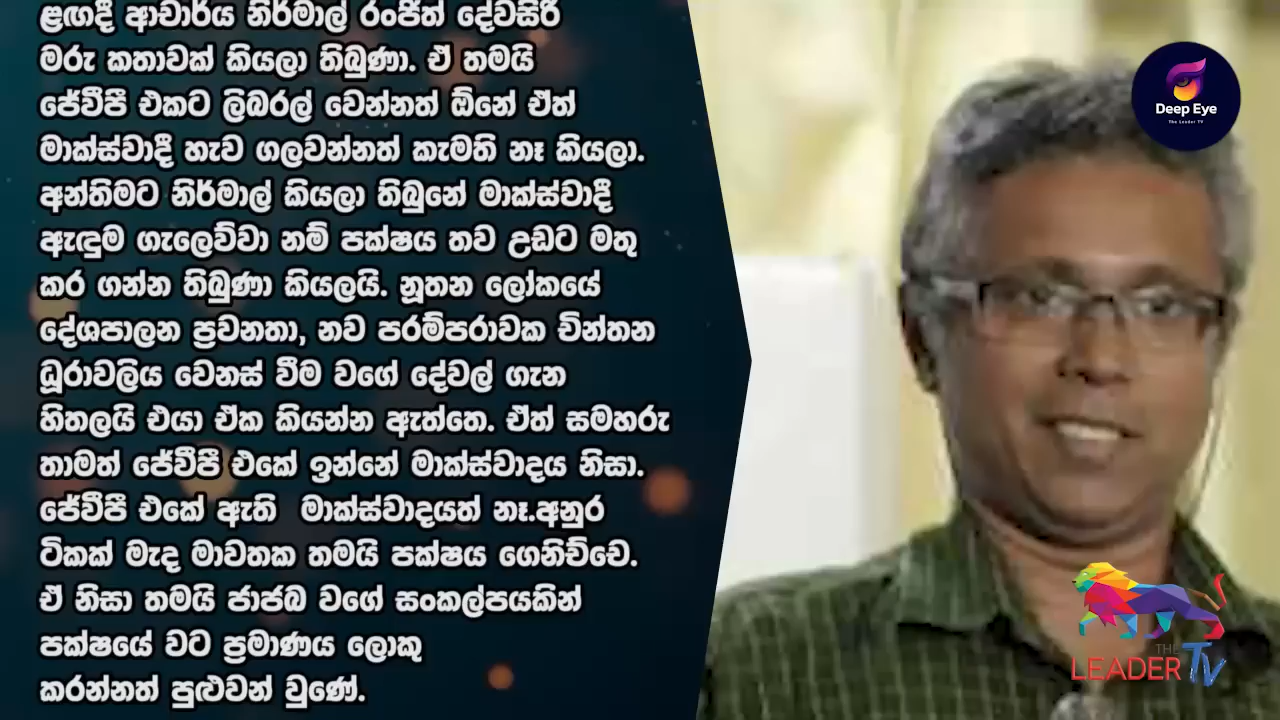 ළඟදී ආචාර්ය නිර්මාල් රංජිත් දේවසිරි
මරු කතාවක් කියලා තිබුණා. ඒ තමයි
ජේවීපී එකට ලිබරල් වෙන්නත් ඕනේ ඒත්
මාක්ස්වාදී හැව ගලවන්නත් කැමති නෑ කියලා.
අන්තිමට නිර්මාල් කියලා තිබුනේ මාක්ස්වාදී
ඇඳුම ගැලෙව්වා නම් පක්ෂය තව උඩට මතු
කර ගන්න තිබුණා කියලයි. නූතන ලෝකයේ
දේශපාලන ප්‍රවනතා, නව පරම්පරාවක චින්තන
ධූරාවලිය වෙනස් වීම වගේ දේවල් ගැන
හිතලයි එයා ඒක කියන්න ඇත්තෙ. ඒත් සමහරු
තාමත් ජේවීපී එකේ ඉන්නේ මාක්ස්වාදය නිසා.
ජේවීපී එකේ ඇති මාක්ස්වාදයත් නෑ.අනුර
ටිකක් මැද මාවතක තමයි පක්ෂය ගෙනිච්චෙ.
ඒ නිසා තමයි ජාජබ වගේ සංකල්පයකින්
පක්ෂයේ වට ප්‍රමාණය ලොකු
කරන්නත් පුළුවන් වුණේ.
Deep Eye
The Leader TV
THE
LEADER TV